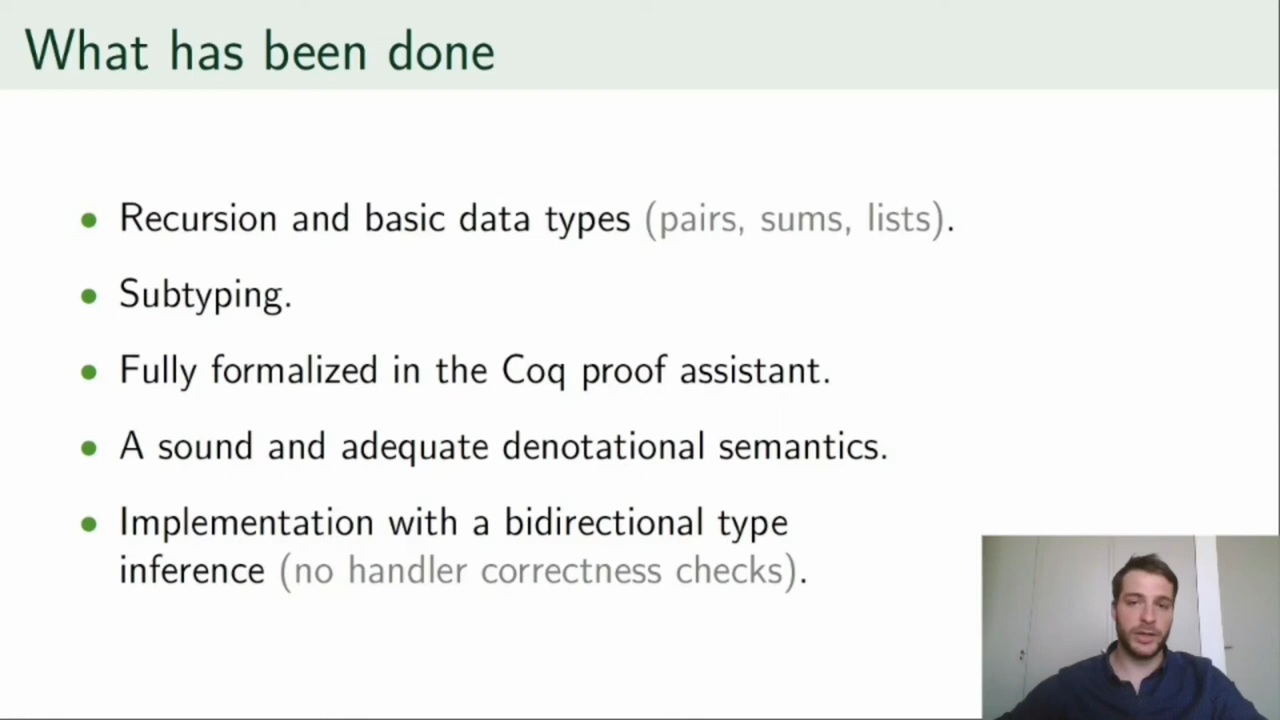 What has been done
• Recursion and basic data types (pairs, sums, lists).
• Subtyping.
• Fully formalized in the Coq proof assistant.
• A sound and adequate denotational semantics.
• Implementation with a bidirectional type
inference (no handler correctness checks).